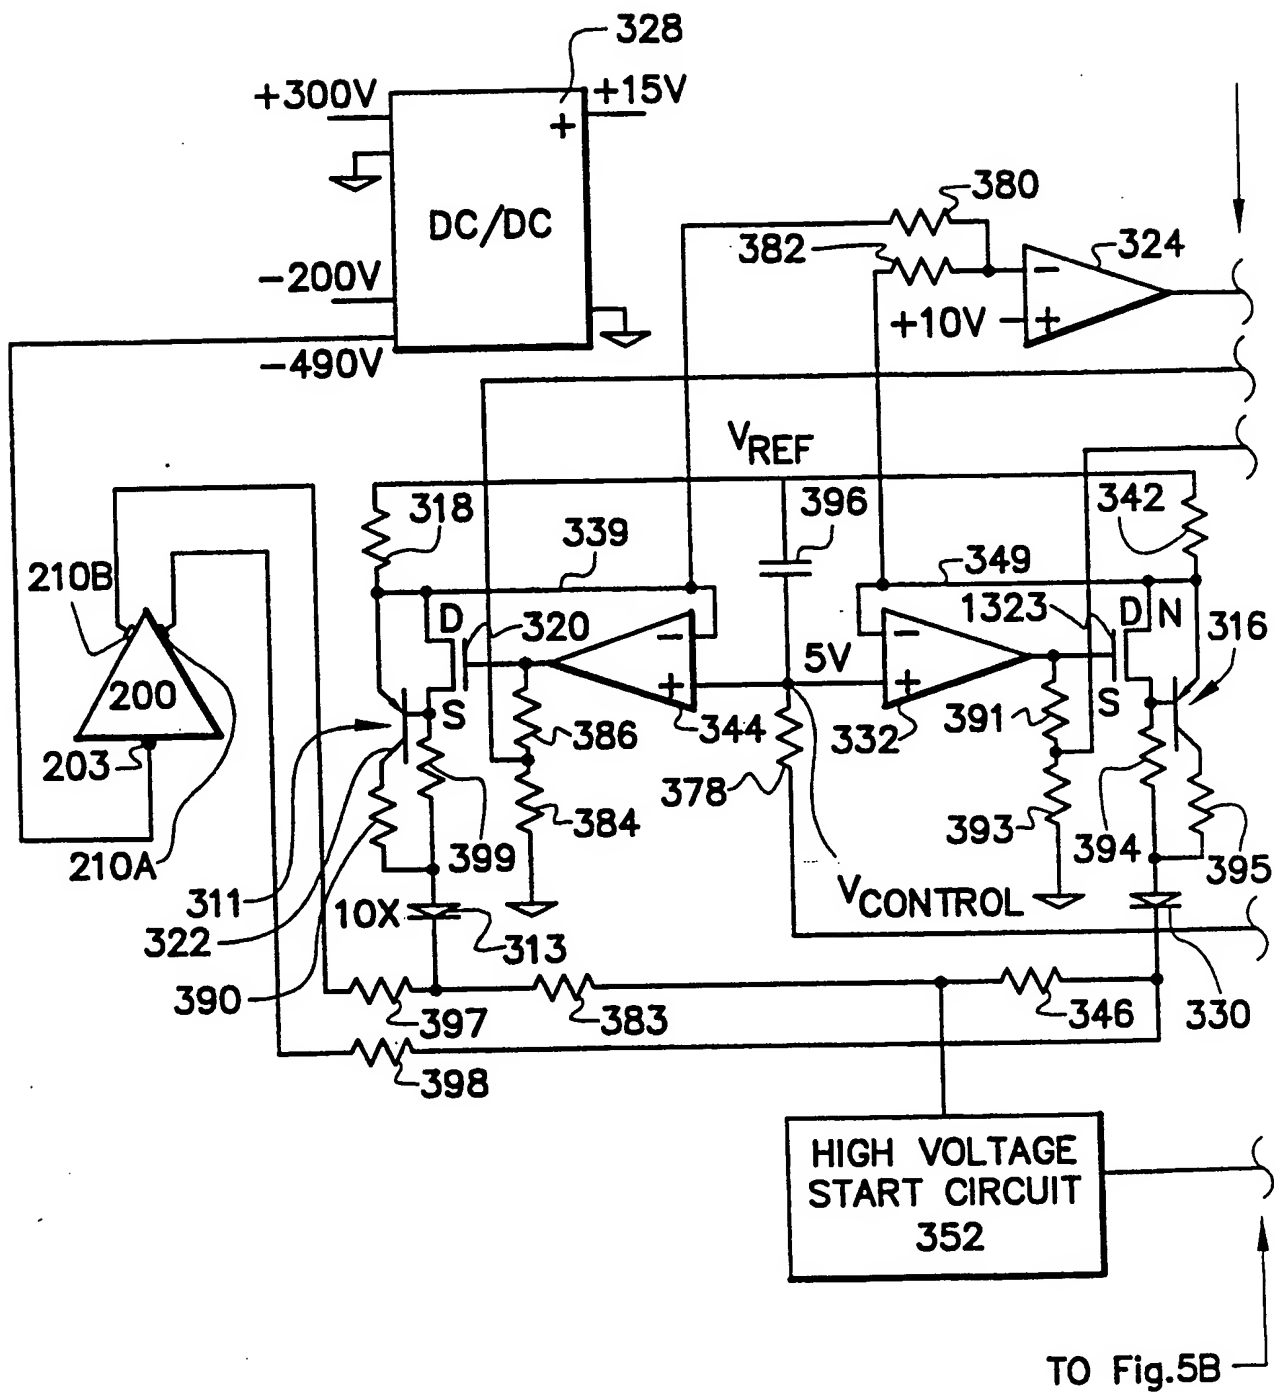 328
+300V
+15V
+
DC/DC
-200V
-490V
380
382
324
-
+10V
+
VREF
318
396
342
339
349
210B
D
320
-
-
1323
D N
316
5V
200
S
+
+
S
386
344
332
391
203
378
384
393
399
394
395
210A
311
10X
VCONTROL
322
313
390
397
383
346
330
398
HIGH VOLTAGE
START CIRCUIT
352
TO Fig.5B